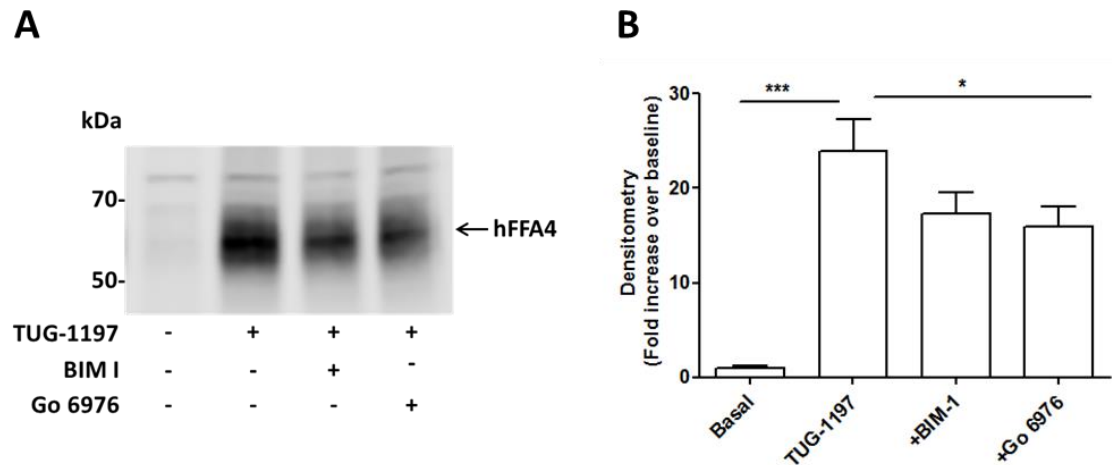 A
kDa
70-
50-
hFFA4
TUG-1197 - + + +
BIM I - - + -
Go 6976 - - - +
B
Densitometry
(Fold increase over baseline)
30
20
10
0
***
*
Basal
TUG-1197
+BIM-1
+Go 6976